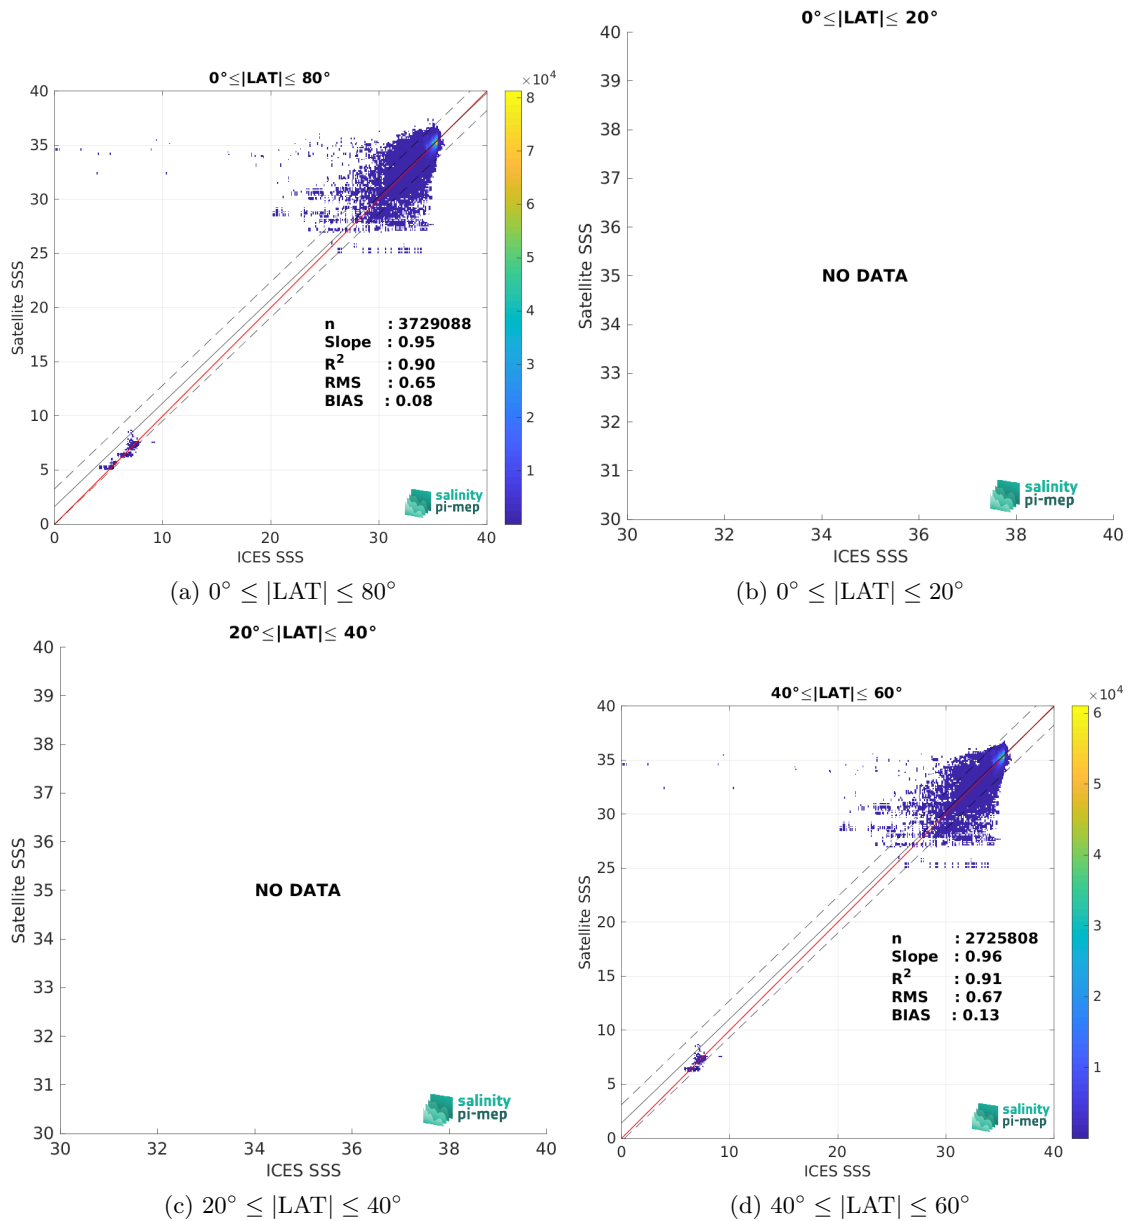 0°≤|LAT|≤ 80°
×10⁴
Satellite SSS
40
35
30
25
20
15
10
5
0
0
10
20
30
40
ICES SSS
8
7
6
5
4
3
2
1
n : 3729088
Slope : 0.95
R² : 0.90
RMS : 0.65
BIAS : 0.08
salinity
pi-mep
(a) 0° ≤ |LAT| ≤ 80°
0°≤|LAT|≤ 20°
Satellite SSS
40
39
38
37
36
35
34
33
32
31
30
NO DATA
30
32
34
36
38
40
ICES SSS
salinity
pi-mep
(b) 0° ≤ |LAT| ≤ 20°
20°≤|LAT|≤ 40°
Satellite SSS
40
39
38
37
36
35
34
33
32
31
30
NO DATA
30
32
34
36
38
40
ICES SSS
salinity
pi-mep
(c) 20° ≤ |LAT| ≤ 40°
40°≤|LAT|≤ 60°
×10⁴
Satellite SSS
40
35
30
25
20
15
10
5
0
0
10
20
30
40
ICES SSS
6
5
4
3
2
1
n : 2725808
Slope : 0.96
R² : 0.91
RMS : 0.67
BIAS : 0.13
salinity
pi-mep
(d) 40° ≤ |LAT| ≤ 60°